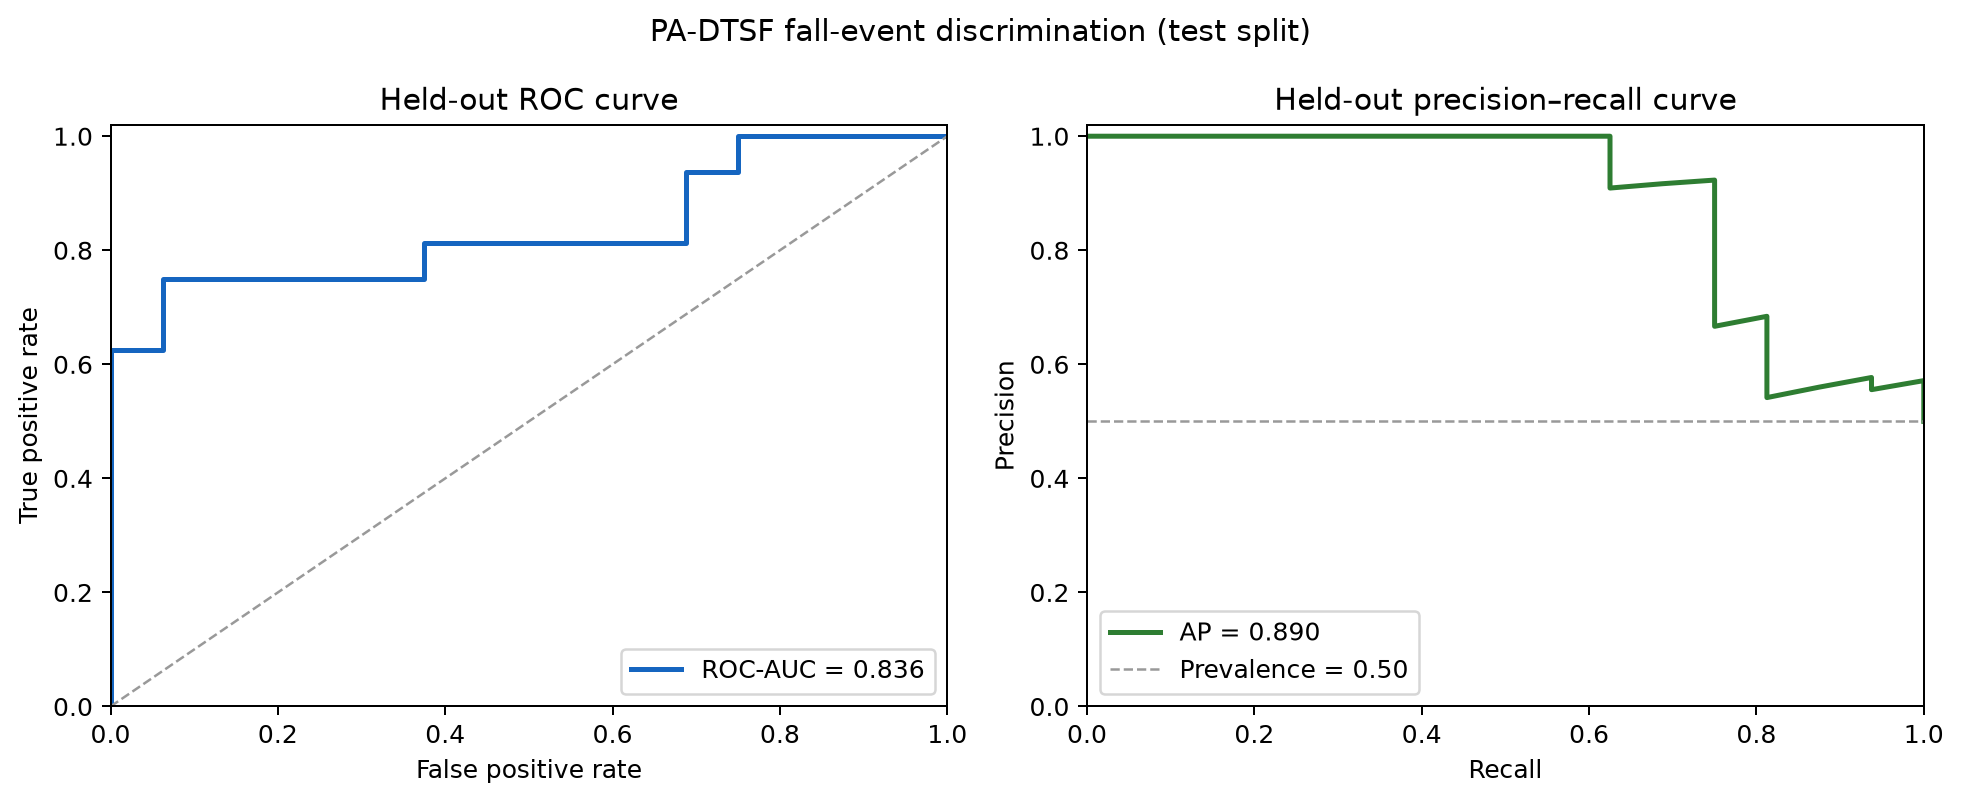 PA-DTSF fall-event discrimination (test split)
Held-out ROC curve
True positive rate
1.0
0.8
0.6
0.4
0.2
0.0
ROC-AUC = 0.836
0.0 0.2 0.4 0.6 0.8 1.0
False positive rate
Held-out precision–recall curve
Precision
1.0
0.8
0.6
0.4
0.2
0.0
AP = 0.890
Prevalence = 0.50
0.0 0.2 0.4 0.6 0.8 1.0
Recall